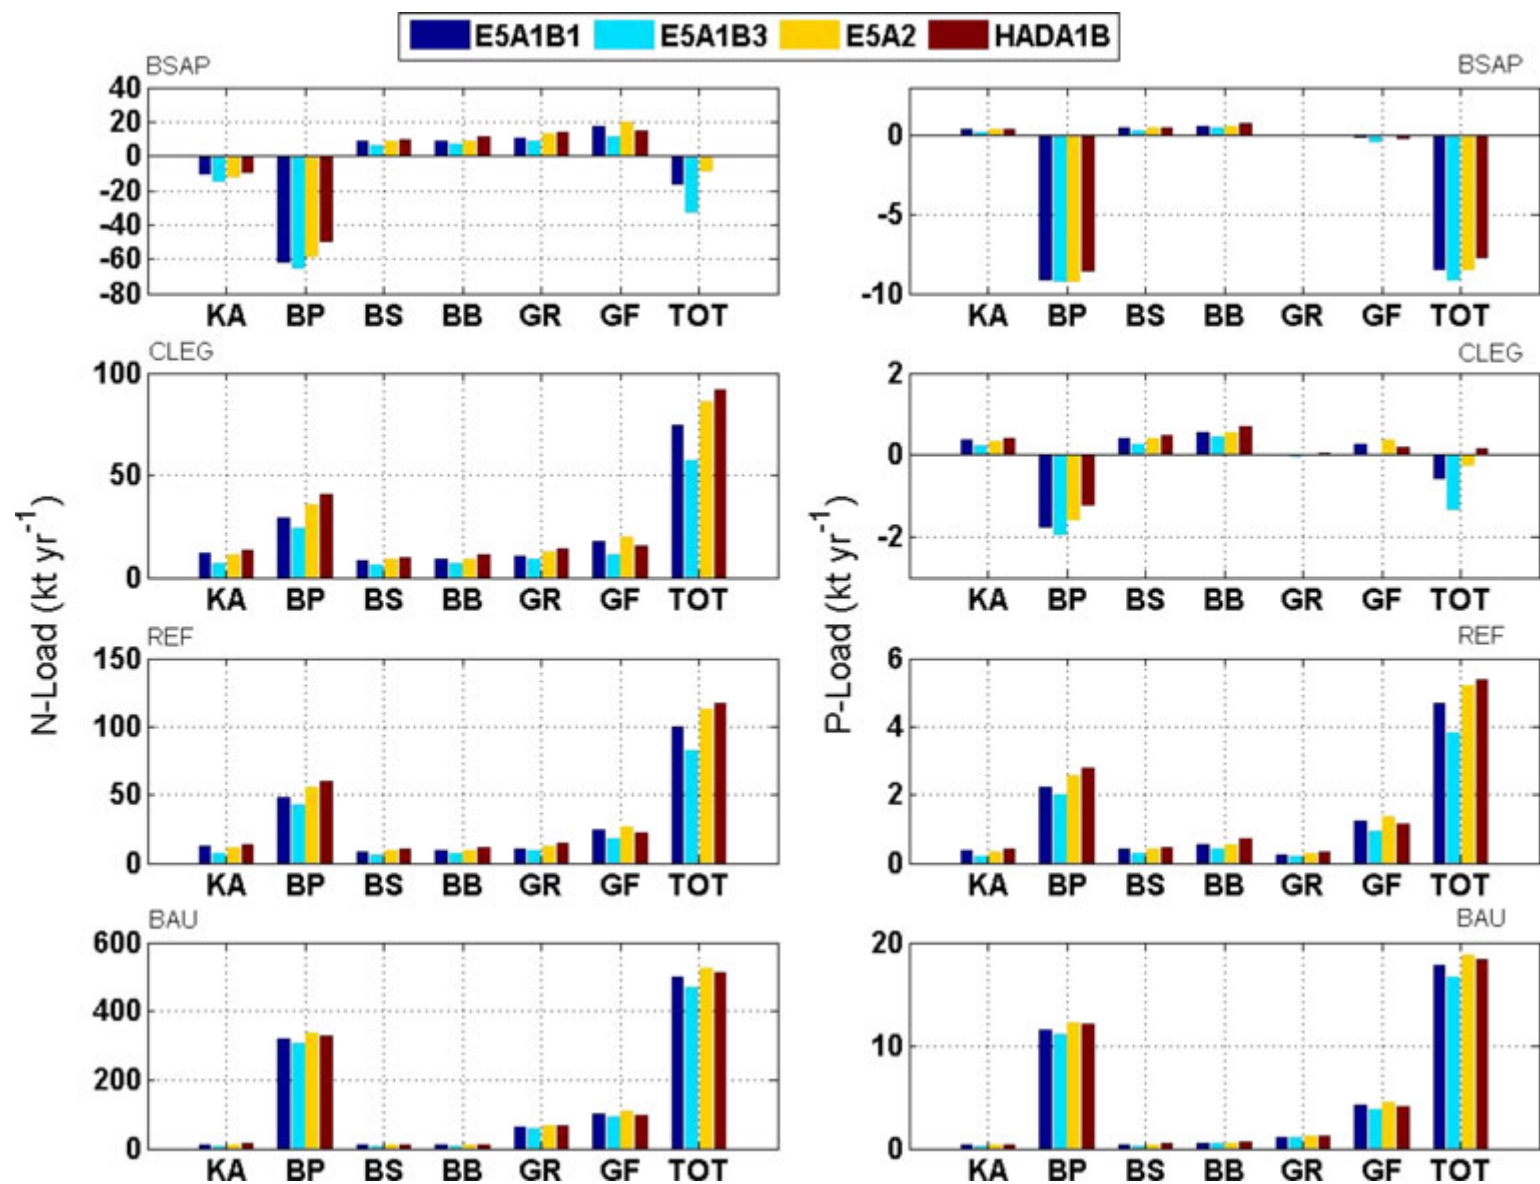 E5A1B1 E5A1B3 E5A2 HADA1B
BSAP
40
20
0
-20
-40
-60
-80
KA BP BS BB GR GF TOT
BSAP
0
-5
-10
KA BP BS BB GR GF TOT
CLEG
100
50
0
KA BP BS BB GR GF TOT
CLEG
2
0
-2
KA BP BS BB GR GF TOT
N-Load (kt yr-1)
P-Load (kt yr-1)
REF
150
100
50
0
KA BP BS BB GR GF TOT
REF
6
4
2
0
KA BP BS BB GR GF TOT
BAU
600
400
200
0
KA BP BS BB GR GF TOT
BAU
20
10
0
KA BP BS BB GR GF TOT